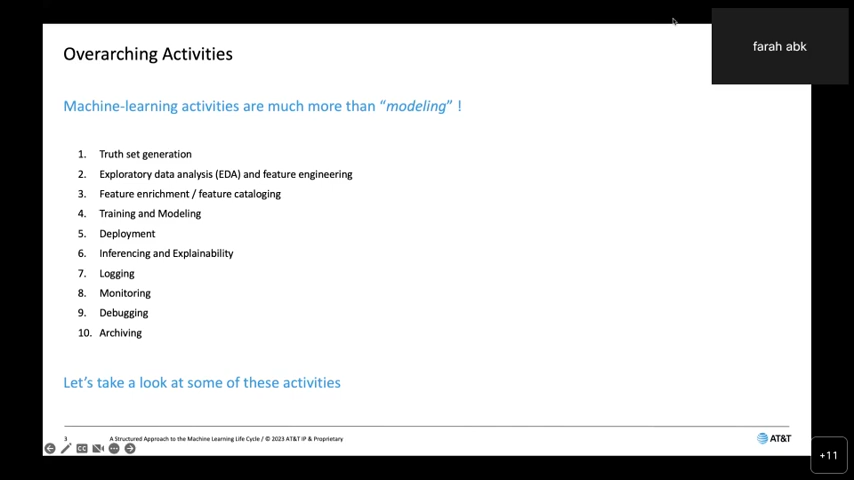 Overarching Activities
farah abk
Machine-learning activities are much more than “modeling” !
1. Truth set generation
2. Exploratory data analysis (EDA) and feature engineering
3. Feature enrichment / feature cataloging
4. Training and Modeling
5. Deployment
6. Inferencing and Explainability
7. Logging
8. Monitoring
9. Debugging
10. Archiving
Let’s take a look at some of these activities
3 A Structured Approach to the Machine Learning Life Cycle / © 2023 AT&T IP & Proprietary
AT&T
CC
+11